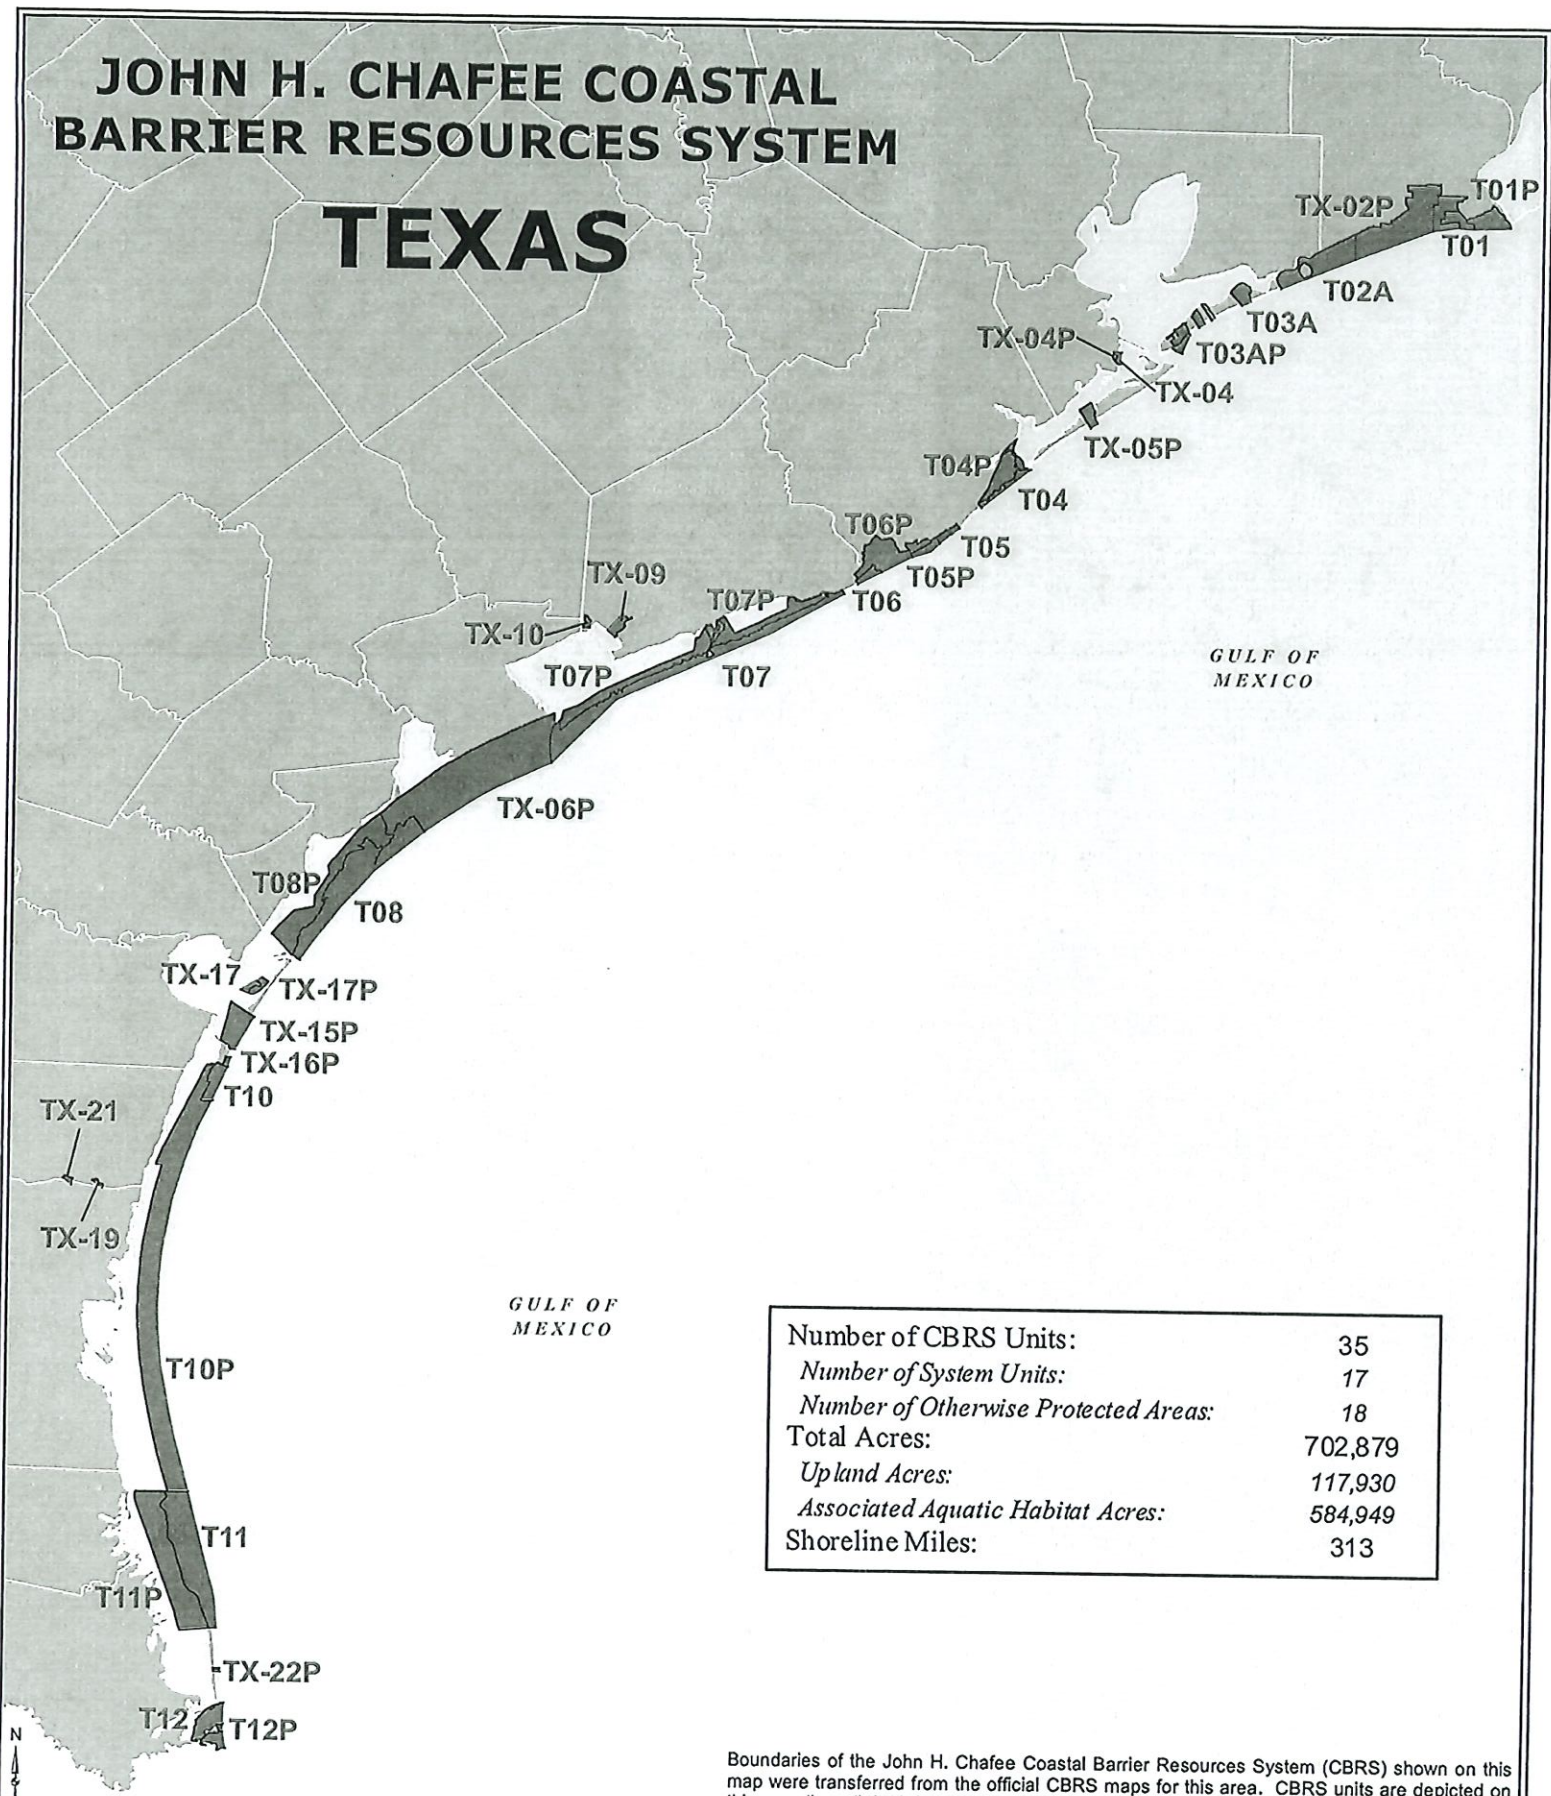 JOHN H. CHAFEE COASTAL
BARRIER RESOURCES SYSTEM
TEXAS
T01P
TX-02P
T01
T02A
T03A
TX-04P
T03AP
TX-04
TX-05P
T04P
T04
T06P
T05
TX-09
T05P
T07P
T06
TX-10
GULF OF
MEXICO
T07P
T07
TX-06P
T08P
T08
TX-17
TX-17P
TX-15P
TX-16P
T10
TX-21
TX-19
GULF OF
MEXICO
T10P
Number of CBRS Units: 35
Number of System Units: 17
Number of Otherwise Protected Areas: 18
Total Acres: 702,879
Upland Acres: 117,930
Associated Aquatic Habitat Acres: 584,949
Shoreline Miles: 313
T11
T11P
TX-22P
T12
T12P
N
Boundaries of the John H. Chafee Coastal Barrier Resources System (CBRS) shown on this
map were transferred from the official CBRS maps for this area. CBRS units are depicted on